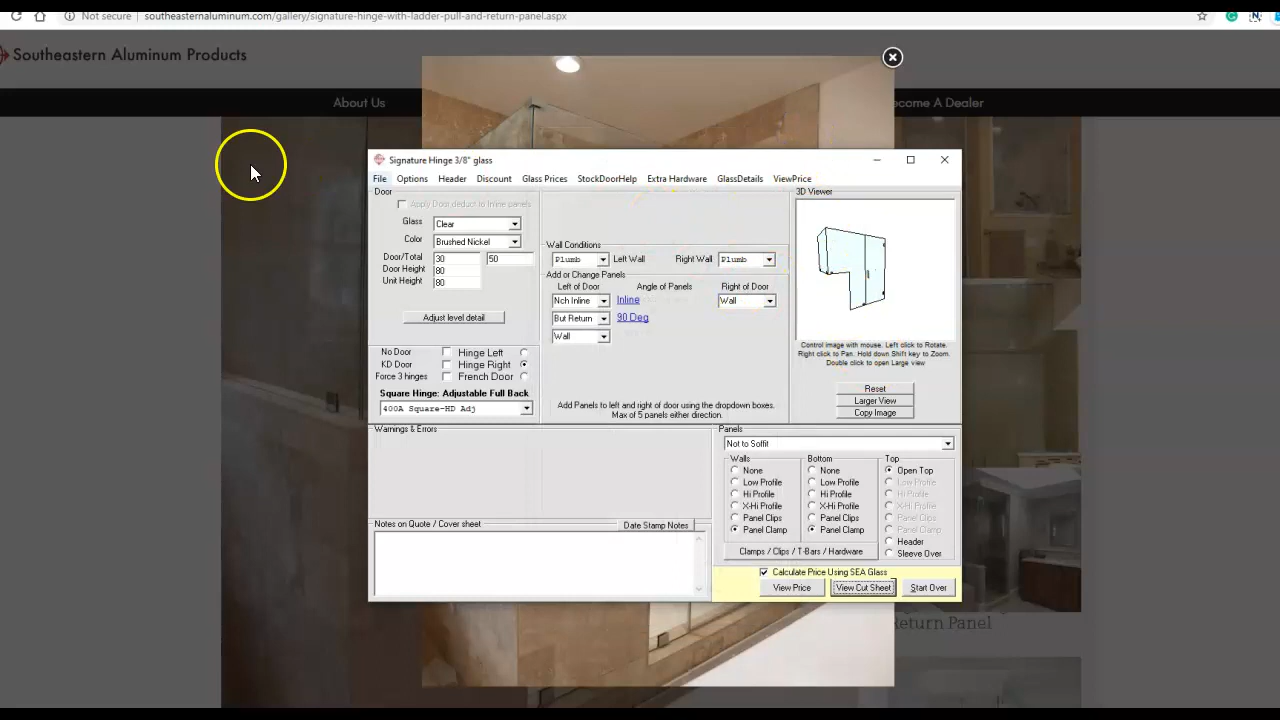 Not secure | southeasternaluminum.com/gallery/signature-hinge-with-ladder-pull-and-return-panel.aspx
Southeastern Aluminum Products
About Us
ecome A Dealer
Signature Hinge 3/8" glass
File Options Header Discount Glass Prices StockDoorHelp Extra Hardware GlassDetails ViewPrice
Door
Apply Door deduct to Inline panels
Glass Clear
Color Brushed Nickel
Door/Total 30 50
Door Height 80
Unit Height 80
Adjust level detail
No Door Hinge Left
KD Door Hinge Right
Force 3 hinges French Door
Square Hinge: Adjustable Full Back
400A Square-HD Adj
Wall Conditions
Plumb Left Wall Right Wall Plumb
Add or Change Panels
Left of Door Angle of Panels Right of Door
Nch Inline Inline Wall
But Return 90 Deg
Wall
Add Panels to left and right of door using the dropdown boxes.
Max of 5 panels either direction.
3D Viewer
Control image with mouse. Left click to Rotate.
Right click to Pan. Hold down Shift key to Zoom.
Double click to open Large view
Reset
Larger View
Copy Image
Warnings & Errors
Notes on Quote / Cover sheet Date Stamp Notes
Panels
Not to Soffit
Walls Bottom Top
None None Open Top
Low Profile Low Profile Low Profile
Hi Profile Hi Profile Hi Profile
X-Hi Profile X-Hi Profile X-Hi Profile
Panel Clips Panel Clips Panel Clips
Panel Clamp Panel Clamp Panel Clamp
Header
Clamps / Clips / T-Bars / Hardware Sleeve Over
Calculate Price Using SEA Glass
View Price View Cut Sheet Start Over
Return Panel